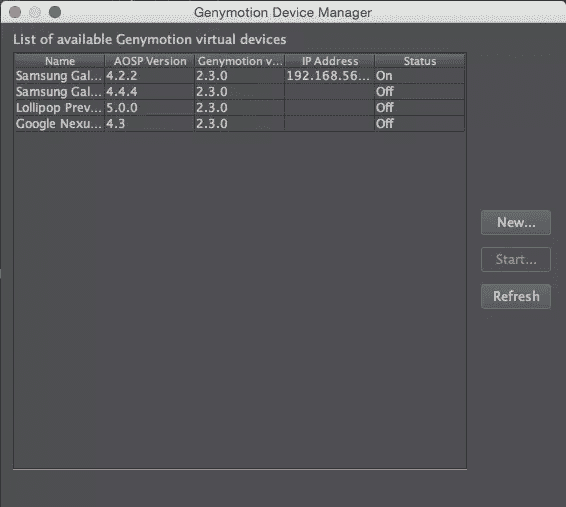 Genymotion Device Manager
List of available Genymotion virtual devices
Name AOSP Version Genymotion v... IP Address Status
Samsung Gal... 4.2.2 2.3.0 192.168.56... On
Samsung Gal... 4.4.4 2.3.0 Off
Lollipop Prev... 5.0.0 2.3.0 Off
Google Nexu... 4.3 2.3.0 Off
New...
Start...
Refresh